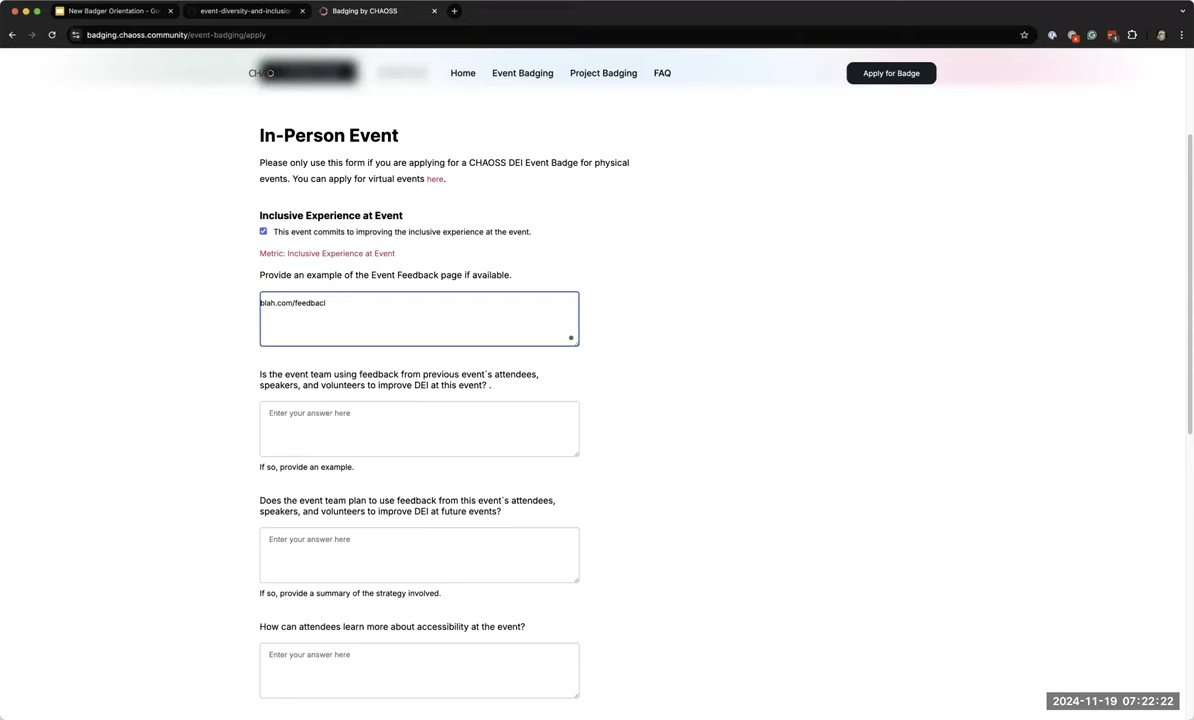 New Badger Orientation - Go
event-diversity-and-inclusion
Badging by CHAOSS
badging.chaoss.community/event-badging/apply
CHA
Home
Event Badging
Project Badging
FAQ
Apply for Badge
In-Person Event
Please only use this form if you are applying for a CHAOSS DEI Event Badge for physical
events. You can apply for virtual events here.
Inclusive Experience at Event
This event commits to improving the inclusive experience at the event.
Metric: Inclusive Experience at Event
Provide an example of the Event Feedback page if available.
blah.com/feedbacl
Is the event team using feedback from previous event`s attendees,
speakers, and volunteers to improve DEI at this event? .
Enter your answer here
If so, provide an example.
Does the event team plan to use feedback from this event`s attendees,
speakers, and volunteers to improve DEI at future events?
Enter your answer here
If so, provide a summary of the strategy involved.
How can attendees learn more about accessibility at the event?
Enter your answer here
2024-11-19 07:22:22